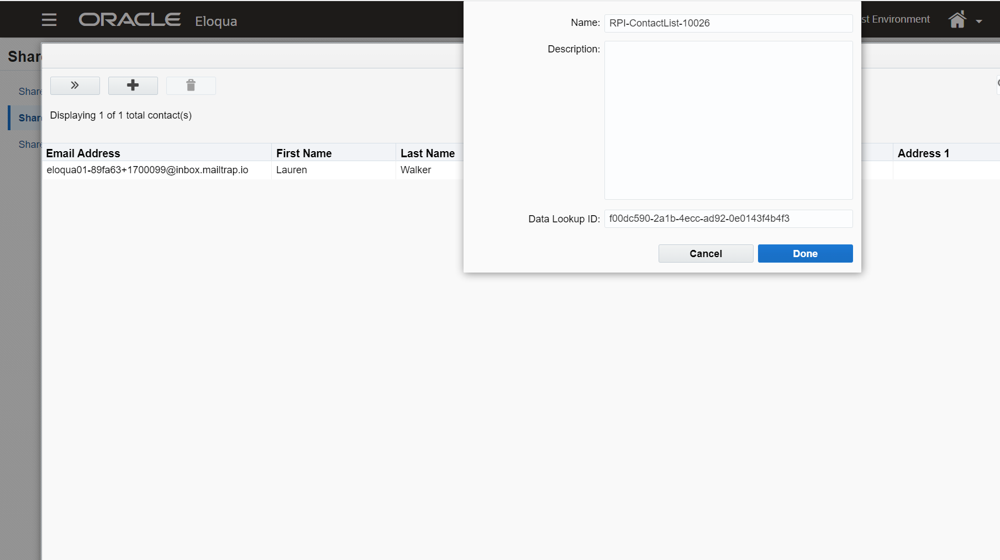 ORACLE Eloqua
st Environment
Shar
Share
Shar
Share
Displaying 1 of 1 total contact(s)
Email Address First Name Last Name Address 1
eloqua01-89fa63+1700099@inbox.mailtrap.io Lauren Walker
Name: RPI-ContactList-10026
Description:
Data Lookup ID: f00dc590-2a1b-4ecc-ad92-0e0143f4b4f3
Cancel Done